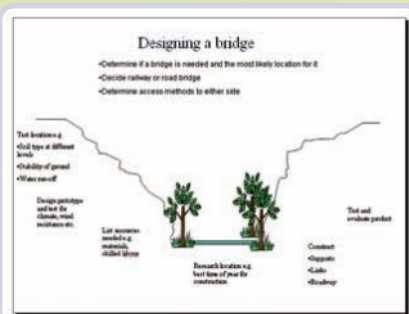 Designing a bridge
•Determine if a bridge is needed and the most likely location for it
•Decide railway or road bridge
•Determine access methods to either side
Test location e.g.
•Soil type at different
levels
•Stability of ground
•Water run-off
Design prototype
and test for
climate, wind
resistance etc.
List resources
needed e.g.
materials,
skilled labour
Research location e.g.
best time of year for
construction
Construct
•Supports
•Links
•Roadway
Test and
evaluate product